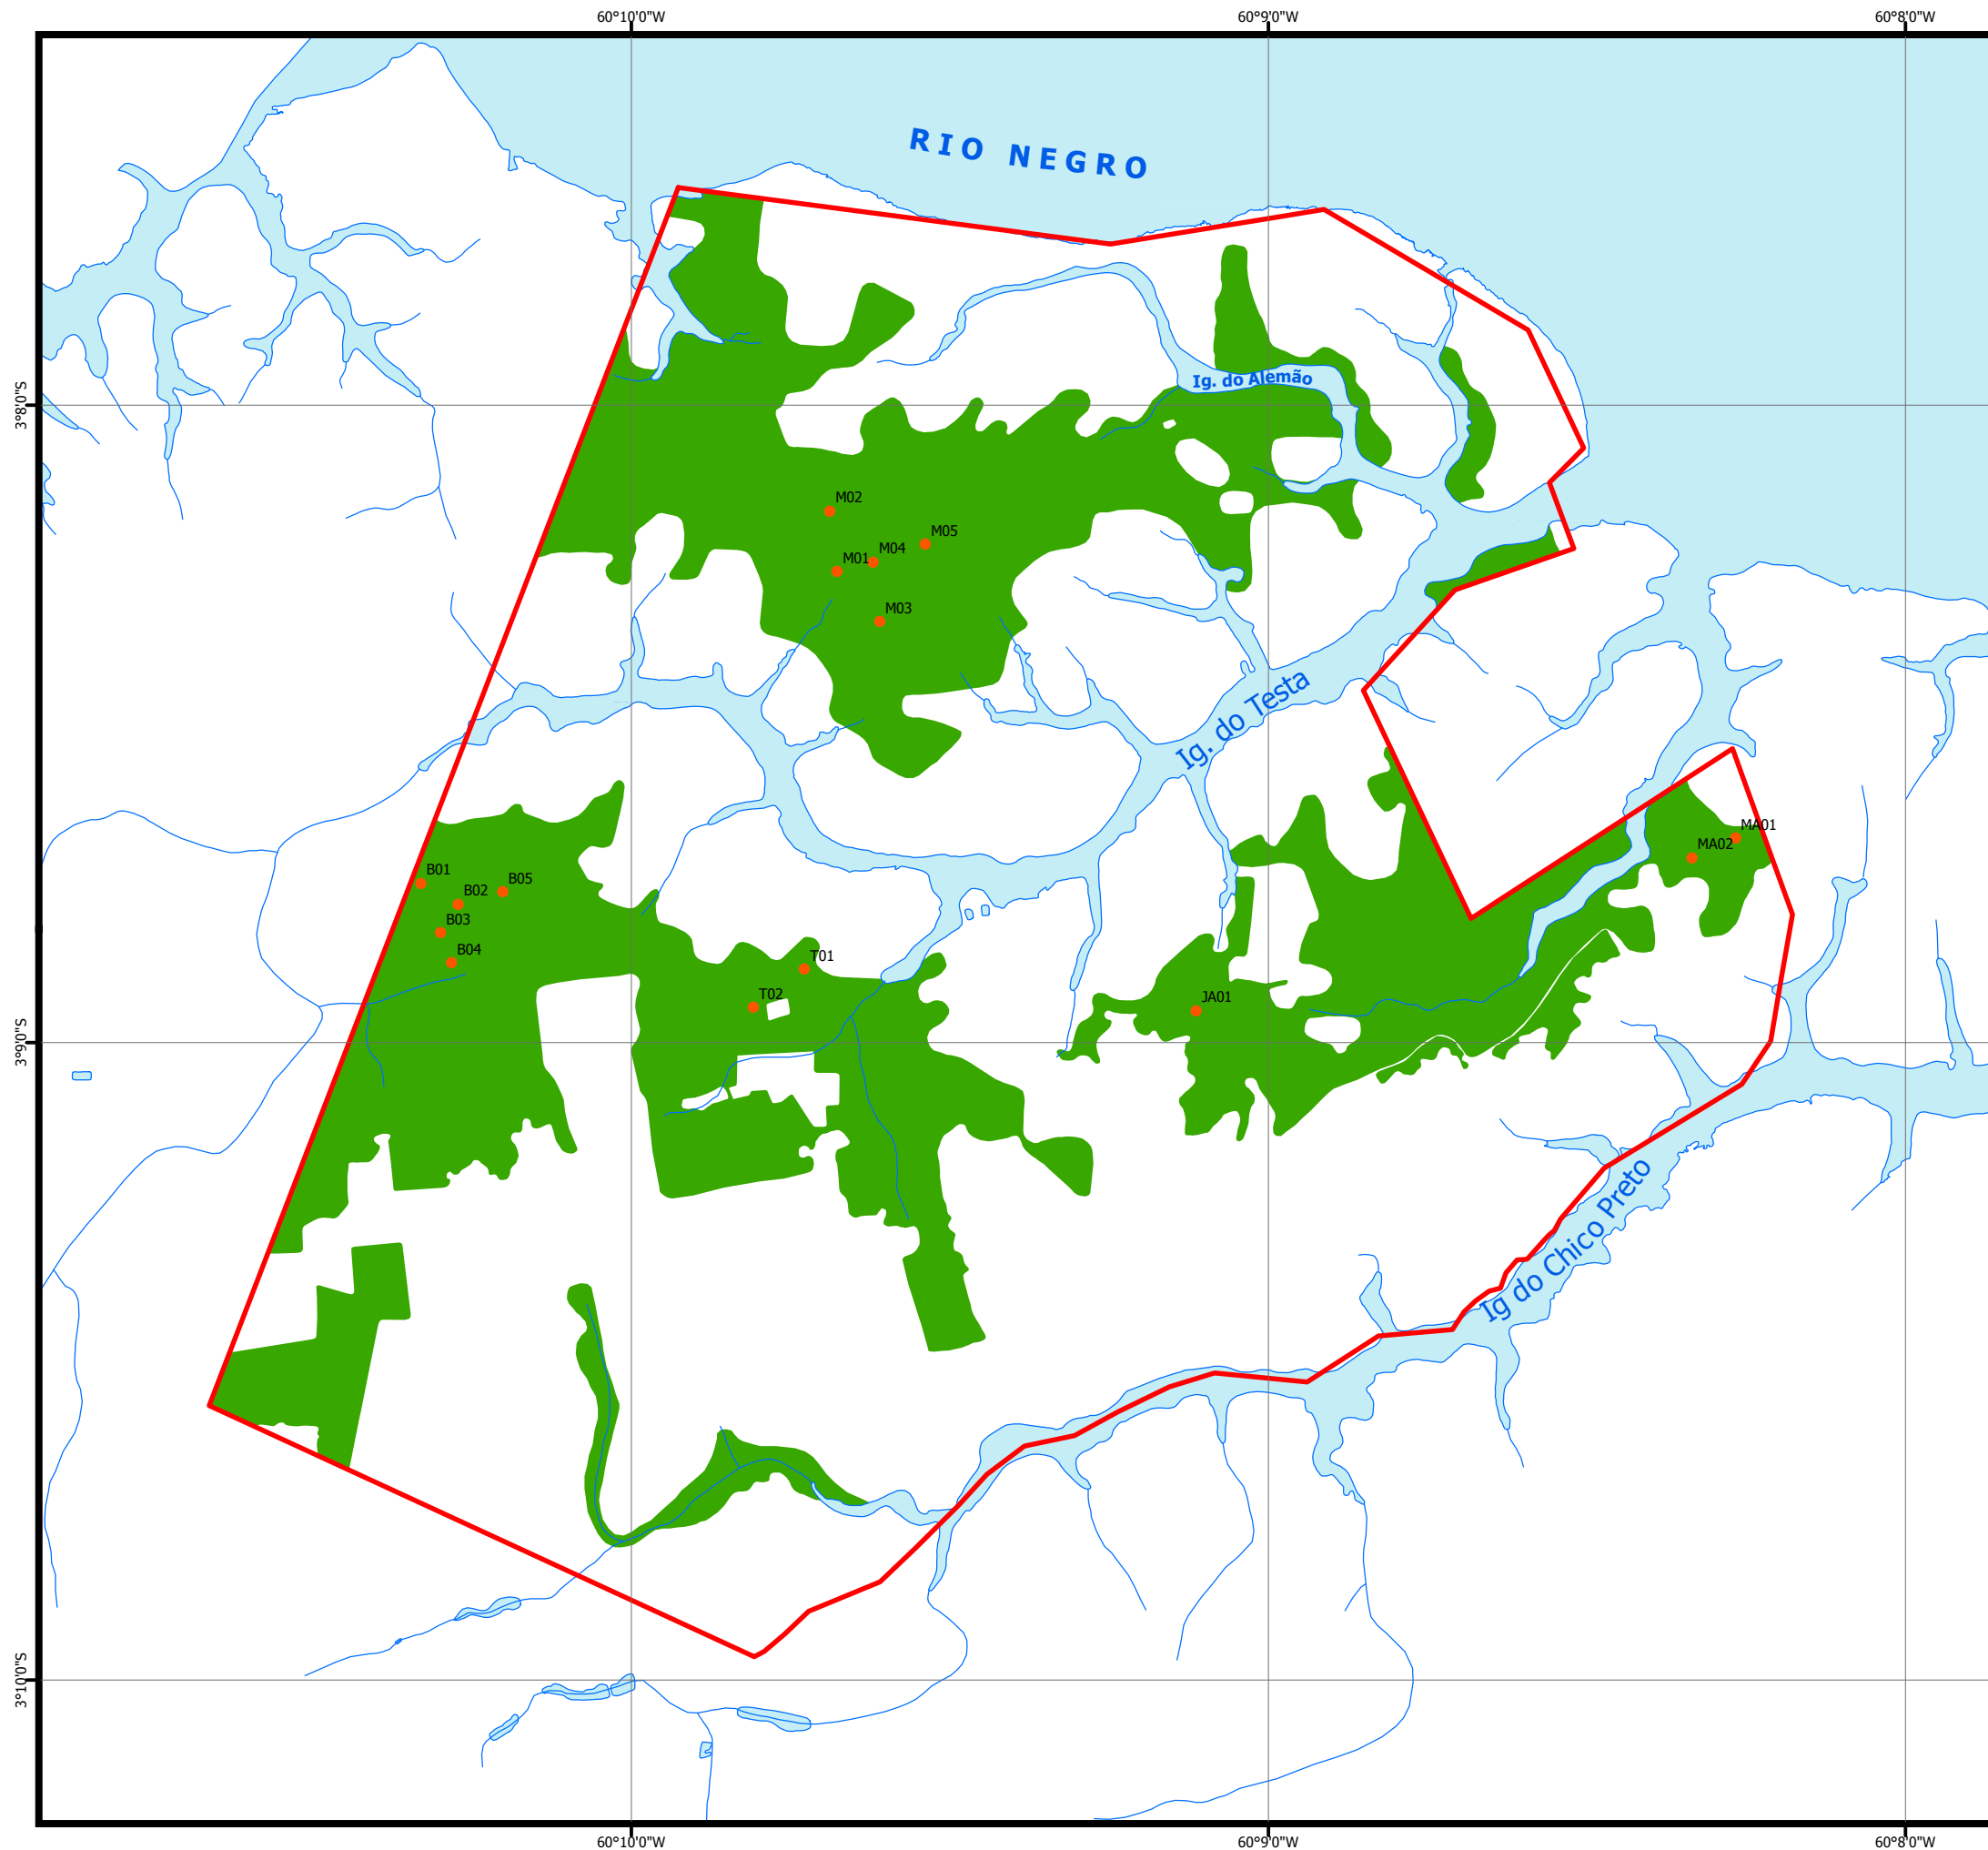 60°10'0"W
60°9'0"W
60°8'0"W
RIO NEGRO
Ig. do Alemão
3°8'0"S
M02
M05
M04
M01
M03
Ig. do Testa
MA01
MA02
B01
B05
B02
B03
B04
T01
T02
JA01
3°9'0"S
Ig do Chico Preto
3°10'0"S
60°10'0"W
60°9'0"W
60°8'0"W